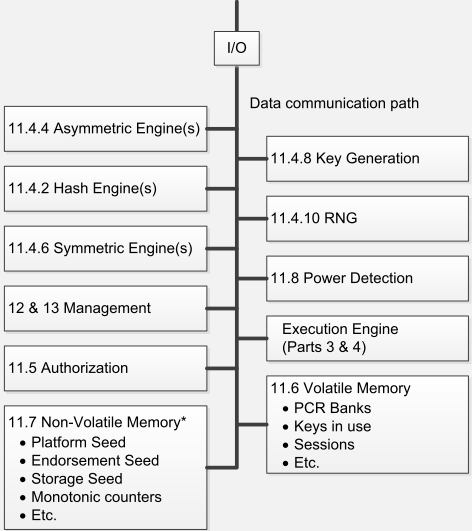 I/O
Data communication path
11.4.4 Asymmetric Engine(s)
11.4.8 Key Generation
11.4.2 Hash Engine(s)
11.4.10 RNG
11.4.6 Symmetric Engine(s)
11.8 Power Detection
12 & 13 Management
Execution Engine
(Parts 3 & 4)
11.5 Authorization
11.6 Volatile Memory
• PCR Banks
• Keys in use
• Sessions
• Etc.
11.7 Non-Volatile Memory*
• Platform Seed
• Endorsement Seed
• Storage Seed
• Monotonic counters
• Etc.